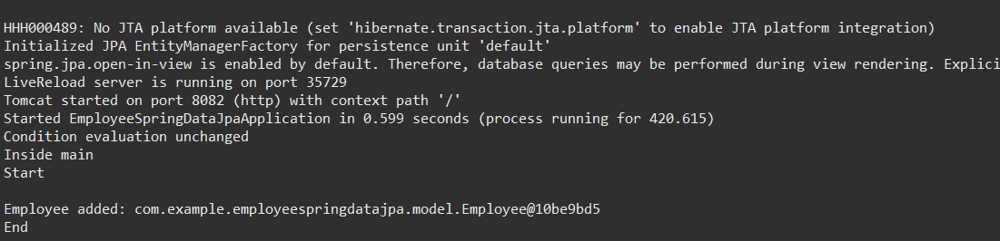 HHH000489: No JTA platform available (set 'hibernate.transaction.jta.platform' to enable JTA platform integration)
Initialized JPA EntityManagerFactory for persistence unit 'default'
spring.jpa.open-in-view is enabled by default. Therefore, database queries may be performed during view rendering. Explici
LiveReload server is running on port 35729
Tomcat started on port 8082 (http) with context path '/'
Started EmployeeSpringDataJpaApplication in 0.599 seconds (process running for 420.615)
Condition evaluation unchanged
Inside main
Start
Employee added: com.example.employeespringdatajpa.model.Employee@10be9bd5
End